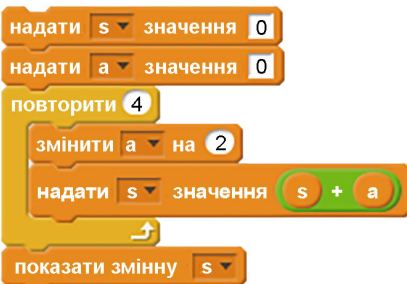 надати s значення 0
надати a значення 0
повторити 4
змінити a на 2
надати s значення s + a
показати змінну s